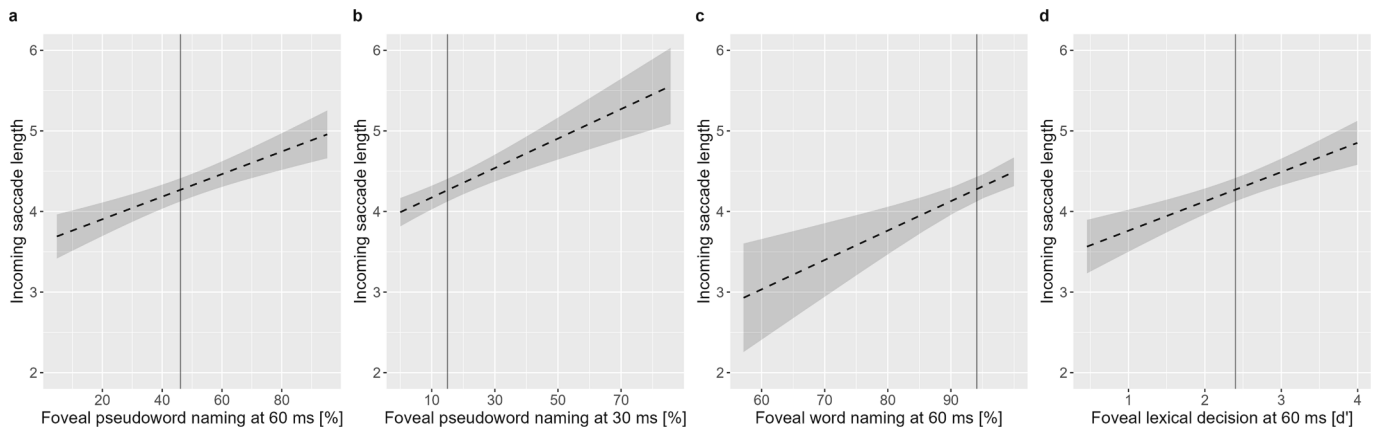 a
Incoming saccade length
6
5
4
3
2
20 40 60 80
Foveal pseudoword naming at 60 ms [%]
b
Incoming saccade length
6
5
4
3
2
10 30 50 70
Foveal pseudoword naming at 30 ms [%]
c
Incoming saccade length
6
5
4
3
2
60 70 80 90 100
Foveal word naming at 60 ms [%]
d
Incoming saccade length
6
5
4
3
2
1 2 3 4
Foveal lexical decision at 60 ms [d']